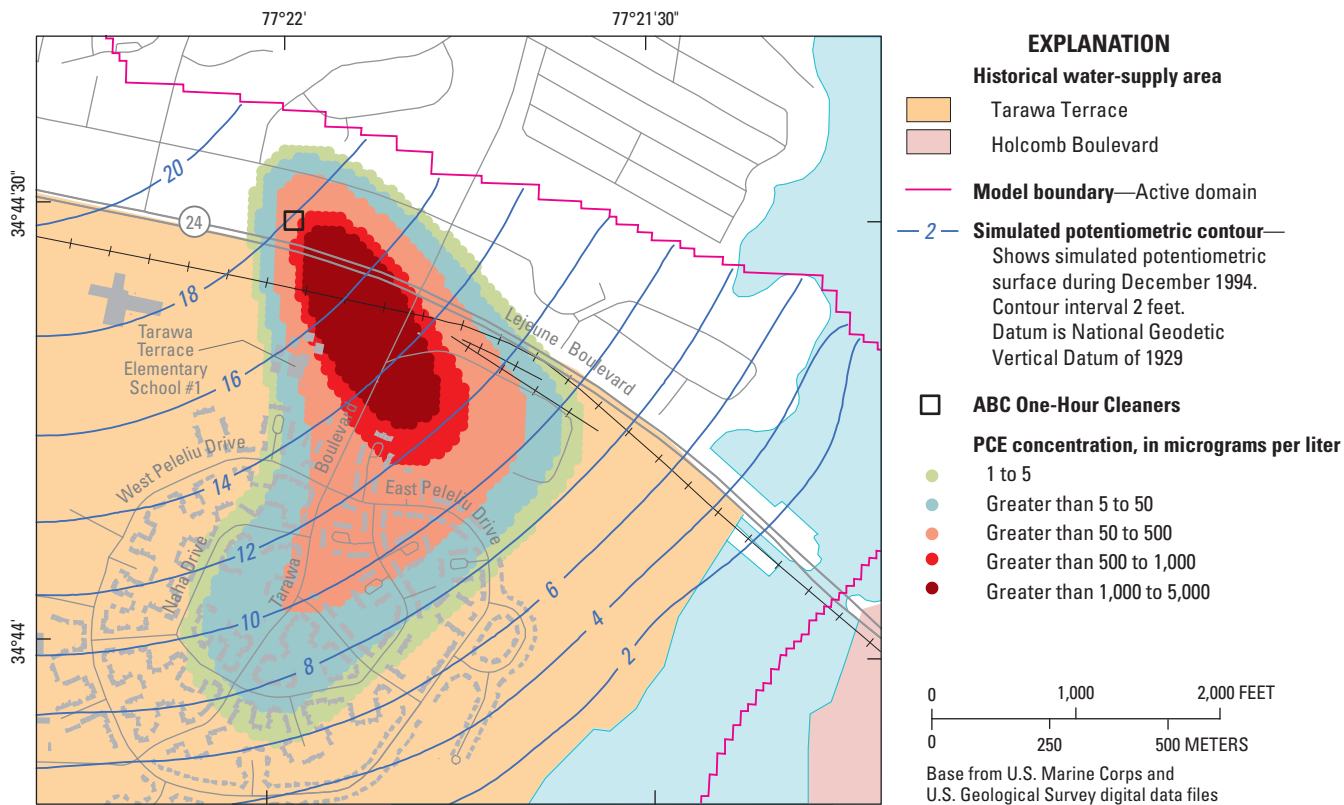 77°22'
77°21'30"
34°44'30"
34°44'
20
24
18
16
14
12
10
8
6
4
2
Tarawa
Terrace
Elementary
School #1
Lejeune Boulevard
Boulevard
West Peleliu Drive
East Peleliu Drive
Naha Drive
Tarawa
EXPLANATION
Historical water-supply area
Tarawa Terrace
Holcomb Boulevard
Model boundary—Active domain
2 Simulated potentiometric contour—
Shows simulated potentiometric
surface during December 1994.
Contour interval 2 feet.
Datum is National Geodetic
Vertical Datum of 1929
ABC One-Hour Cleaners
PCE concentration, in micrograms per liter
1 to 5
Greater than 5 to 50
Greater than 50 to 500
Greater than 500 to 1,000
Greater than 1,000 to 5,000
0 1,000 2,000 FEET
0 250 500 METERS
Base from U.S. Marine Corps and
U.S. Geological Survey digital data files